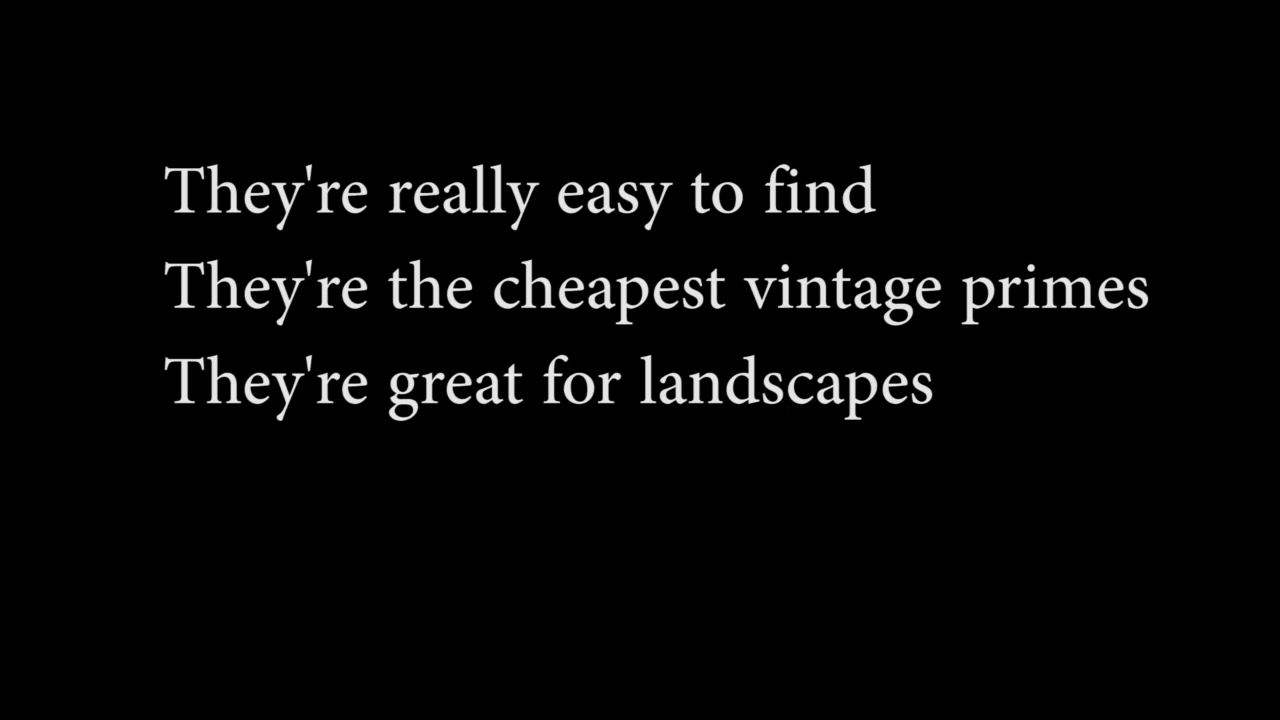 They're really easy to find
They're the cheapest vintage primes
They're great for landscapes